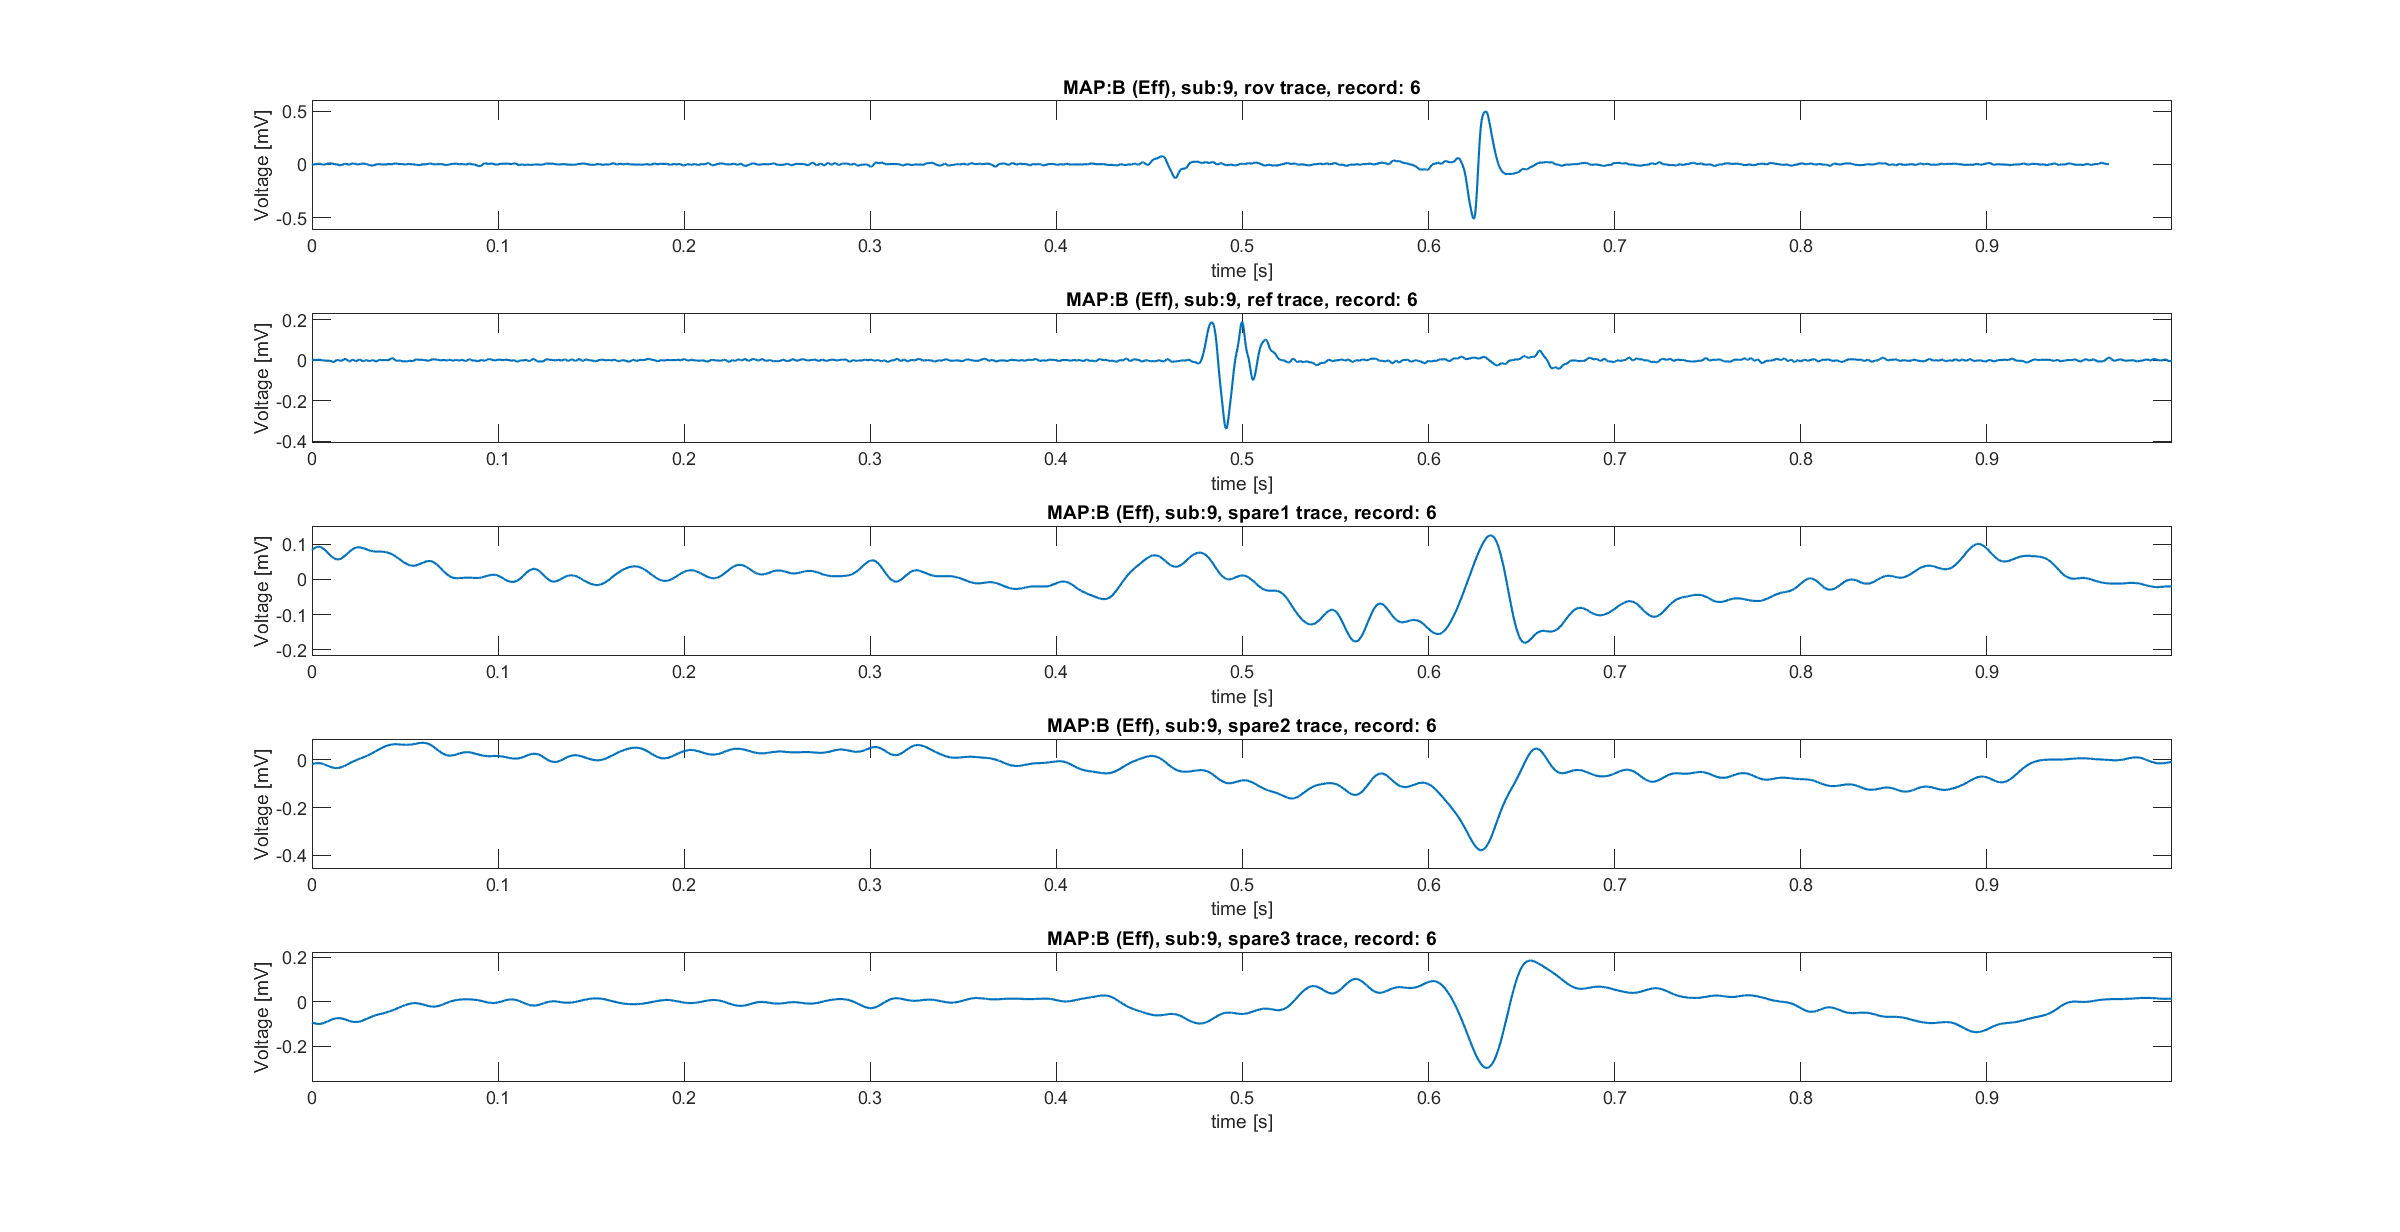 MAP:B (Eff), sub:9, rov trace, record: 6
Voltage [mV]
0.5
0
-0.5
0 0.1 0.2 0.3 0.4 0.5 0.6 0.7 0.8 0.9
time [s]
MAP:B (Eff), sub:9, ref trace, record: 6
Voltage [mV]
0.2
0
-0.2
-0.4
0 0.1 0.2 0.3 0.4 0.5 0.6 0.7 0.8 0.9
time [s]
MAP:B (Eff), sub:9, spare1 trace, record: 6
Voltage [mV]
0.1
0
-0.1
-0.2
0 0.1 0.2 0.3 0.4 0.5 0.6 0.7 0.8 0.9
time [s]
MAP:B (Eff), sub:9, spare2 trace, record: 6
Voltage [mV]
0
-0.2
-0.4
0 0.1 0.2 0.3 0.4 0.5 0.6 0.7 0.8 0.9
time [s]
MAP:B (Eff), sub:9, spare3 trace, record: 6
Voltage [mV]
0.2
0
-0.2
0 0.1 0.2 0.3 0.4 0.5 0.6 0.7 0.8 0.9
time [s]